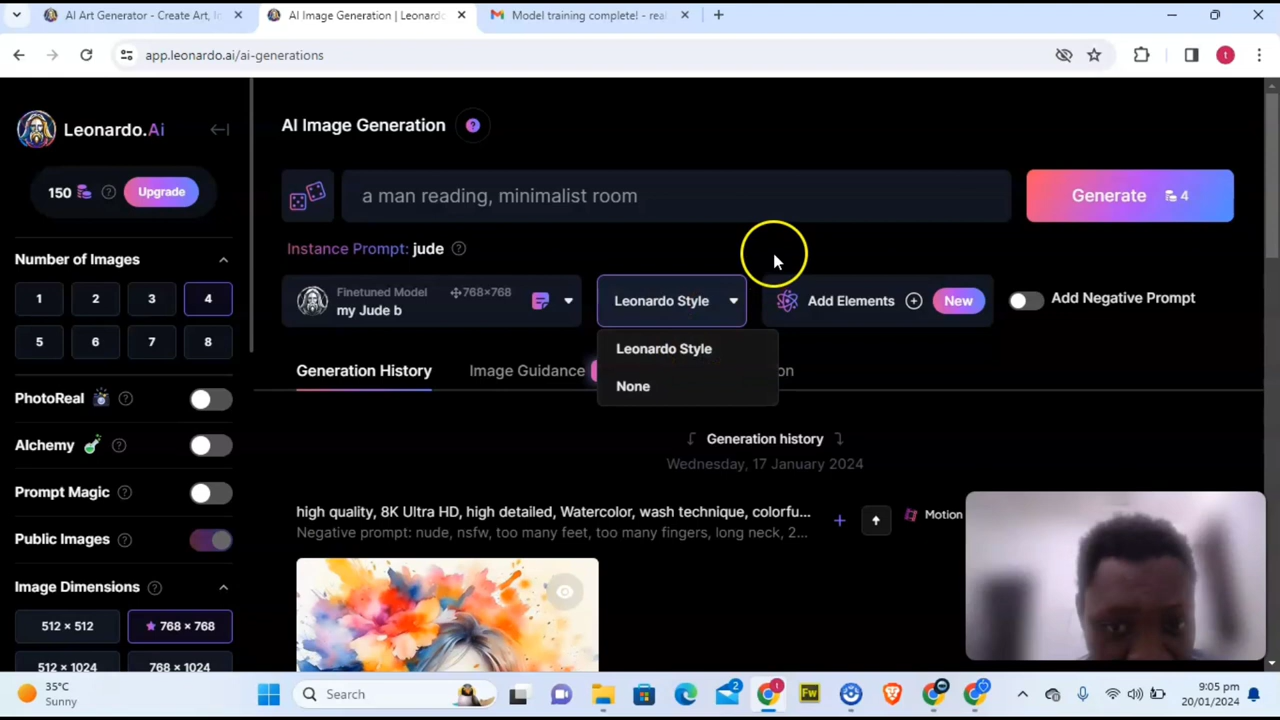 AI Art Generator - Create Art, I
AI Image Generation | Leonardo
Model training complete! - rea
app.leonardo.ai/ai-generations
t
Leonardo.Ai
AI Image Generation ?
150 ? Upgrade
a man reading, minimalist room
Generate 4
Instance Prompt: jude ?
Number of Images
1 2 3 4
5 6 7 8
Finetuned Model 768×768
my Jude b
Leonardo Style
Add Elements New
Add Negative Prompt
Leonardo Style
None
Generation History
Image Guidance
on
PhotoReal ?
Alchemy ?
Prompt Magic ?
Public Images ?
Image Dimensions ?
512 × 512 768 × 768
512 × 1024 768 × 1024
Generation history
Wednesday, 17 January 2024
high quality, 8K Ultra HD, high detailed, Watercolor, wash technique, colorfu...
Negative prompt: nude, nsfw, too many feet, too many fingers, long neck, 2...
Motion
35°C
Sunny
Search
2
Fw
9:05 pm
20/01/2024